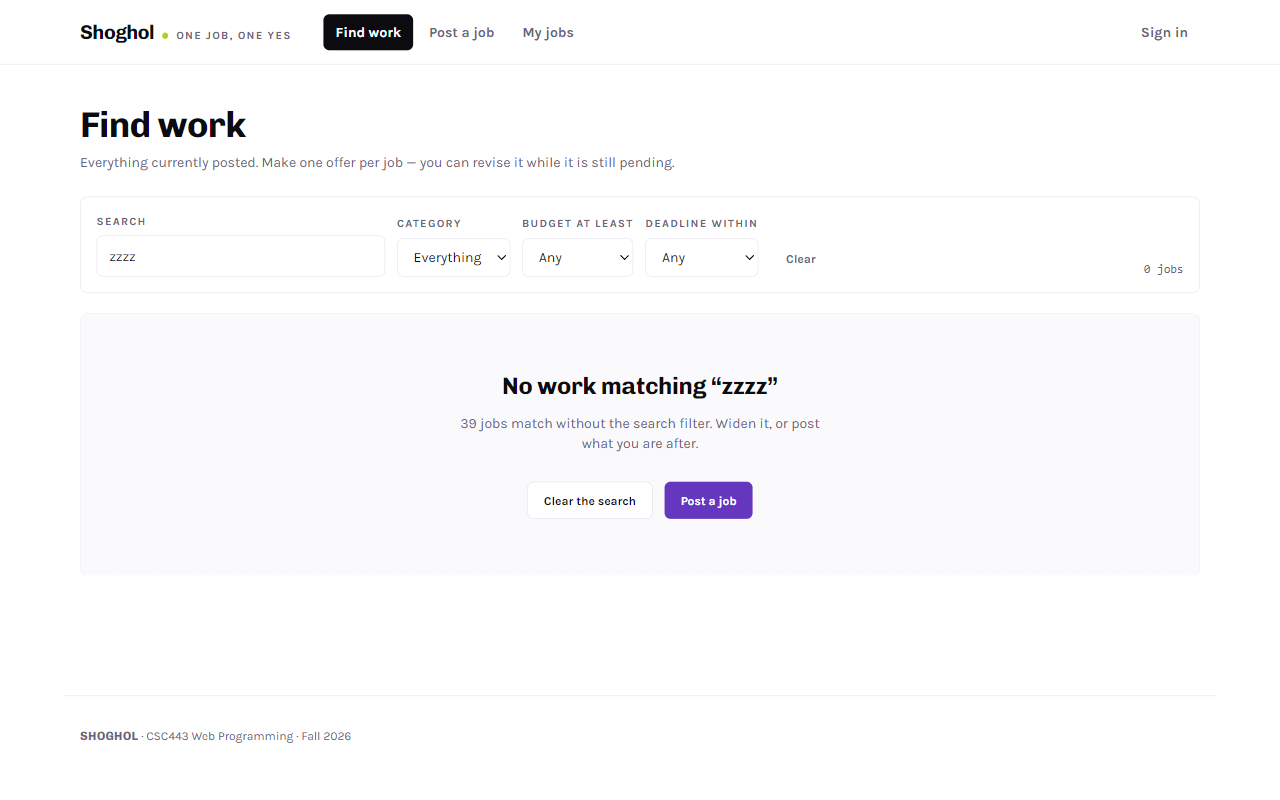 Shoghol ONE JOB, ONE YES Find work Post a job My jobs Sign in
Find work
Everything currently posted. Make one offer per job — you can revise it while it is still pending.
SEARCH CATEGORY BUDGET AT LEAST DEADLINE WITHIN
zzzz Everything Any Any Clear 0 jobs
No work matching “zzzz”
39 jobs match without the search filter. Widen it, or post
what you are after.
Clear the search Post a job
SHOGHOL · CSC443 Web Programming · Fall 2026